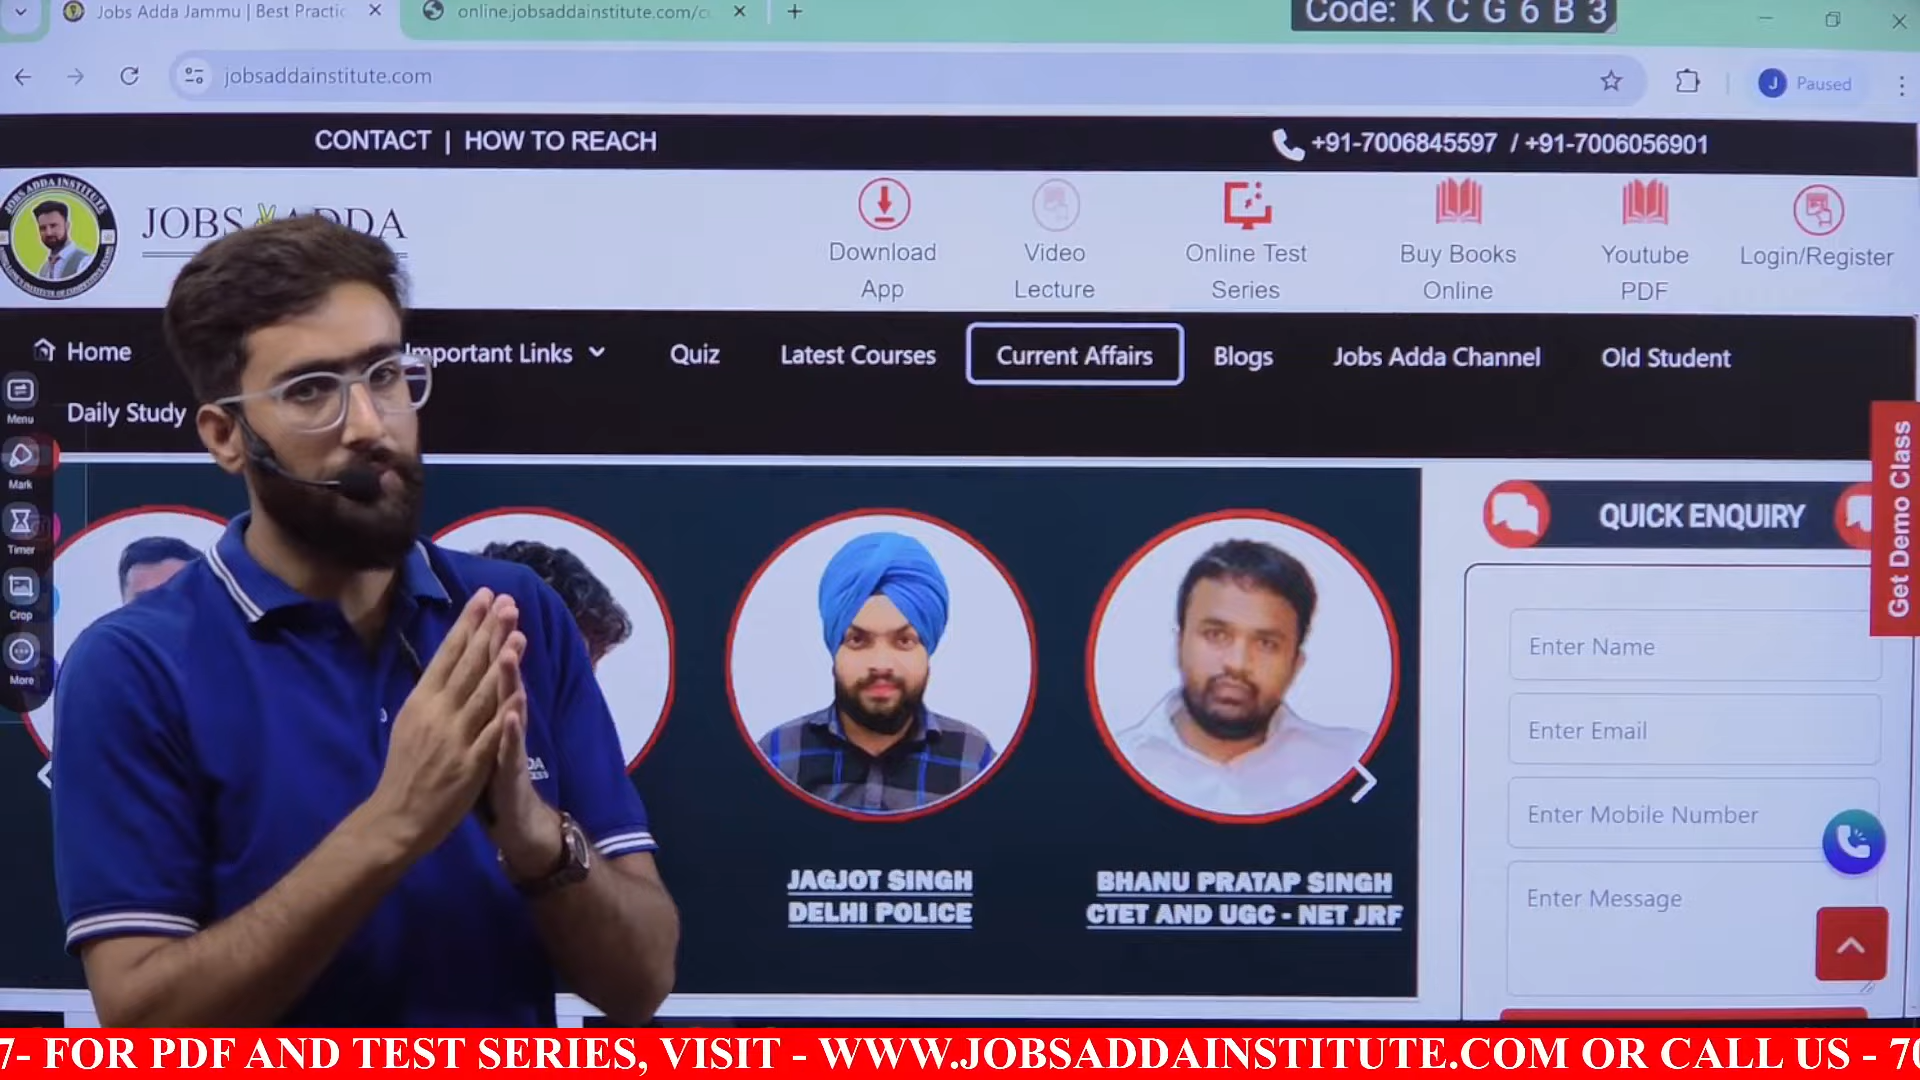 Jobs Adda Jammu | Best Practic
online.jobsaddainstitute.com/c
Code: K C G 6 B 3
jobsaddainstitute.com
J
Paused
CONTACT | HOW TO REACH
+91-7006845597 / +91-7006056901
JOBS ADDA INSTITUTE
JOBS ADDA
Download
App
Video
Lecture
Online Test
Series
Buy Books
Online
Youtube
PDF
Login/Register
Home
Important Links
Quiz
Latest Courses
Current Affairs
Blogs
Jobs Adda Channel
Old Student
Daily Study
Menu
Mark
Timer
Crop
More
Get Demo Class
QUICK ENQUIRY
Enter Name
Enter Email
Enter Mobile Number
Enter Message
JAGJOT SINGH
DELHI POLICE
BHANU PRATAP SINGH
CTET AND UGC - NET JRF
7- FOR PDF AND TEST SERIES, VISIT - WWW.JOBSADDAINSTITUTE.COM OR CALL US - 70